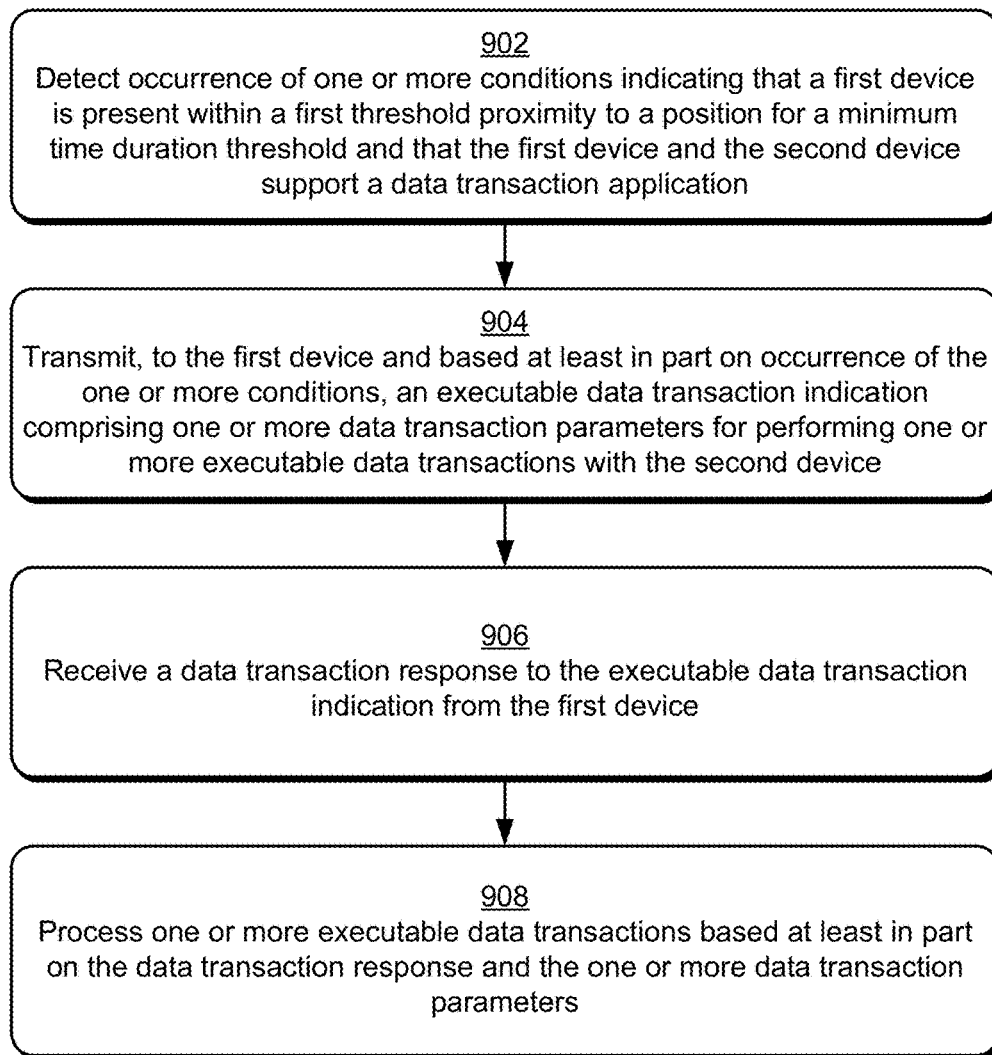 902
Detect occurrence of one or more conditions indicating that a first device
is present within a first threshold proximity to a position for a minimum
time duration threshold and that the first device and the second device
support a data transaction application
904
Transmit, to the first device and based at least in part on occurrence of the
one or more conditions, an executable data transaction indication
comprising one or more data transaction parameters for performing one or
more executable data transactions with the second device
906
Receive a data transaction response to the executable data transaction
indication from the first device
908
Process one or more executable data transactions based at least in part
on the data transaction response and the one or more data transaction
parameters